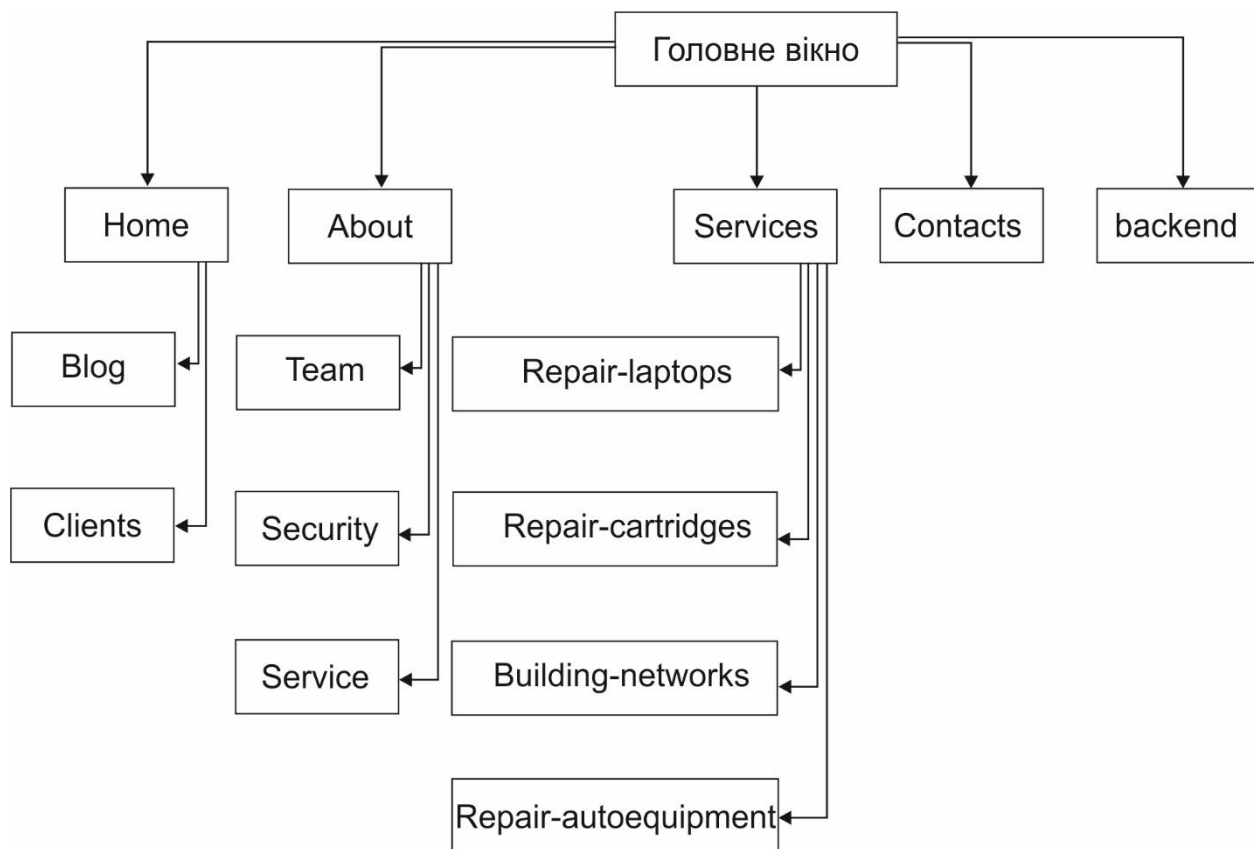 Головне вікно
Home
About
Services
Contacts
backend
Blog
Team
Repair-laptops
Clients
Security
Repair-cartridges
Service
Building-networks
Repair-autoequipment